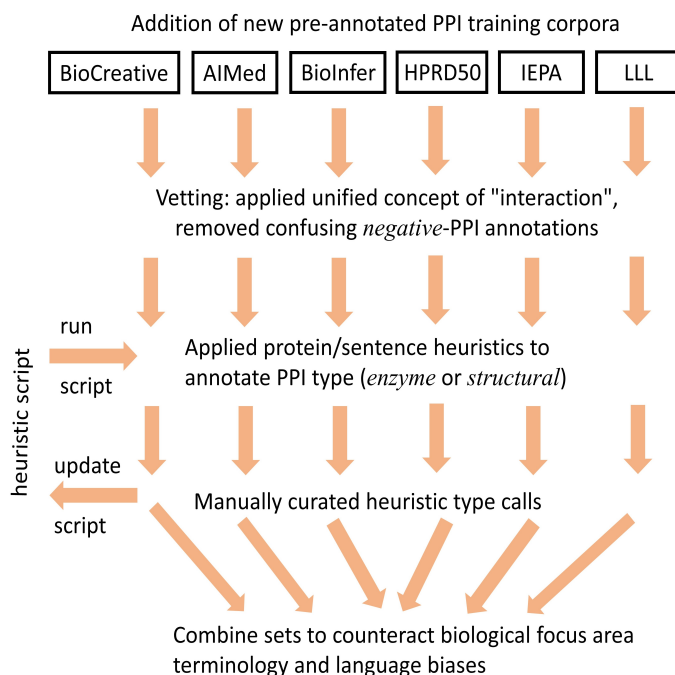 Addition of new pre-annotated PPI training corpora
BioCreative AIMed BioInfer HPRD50 IEPA LLL
Vetting: applied unified concept of "interaction",
removed confusing negative-PPI annotations
heuristic script
run
script
Applied protein/sentence heuristics to
annotate PPI type (enzyme or structural)
update
script
Manually curated heuristic type calls
Combine sets to counteract biological focus area
terminology and language biases